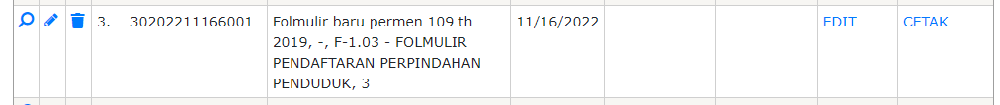 3. 30202211166001 Folmulir baru permen 109 th 11/16/2022 EDIT CETAK
2019, -, F-1.03 - FOLMULIR
PENDAFTARAN PERPINDAHAN
PENDUDUK, 3